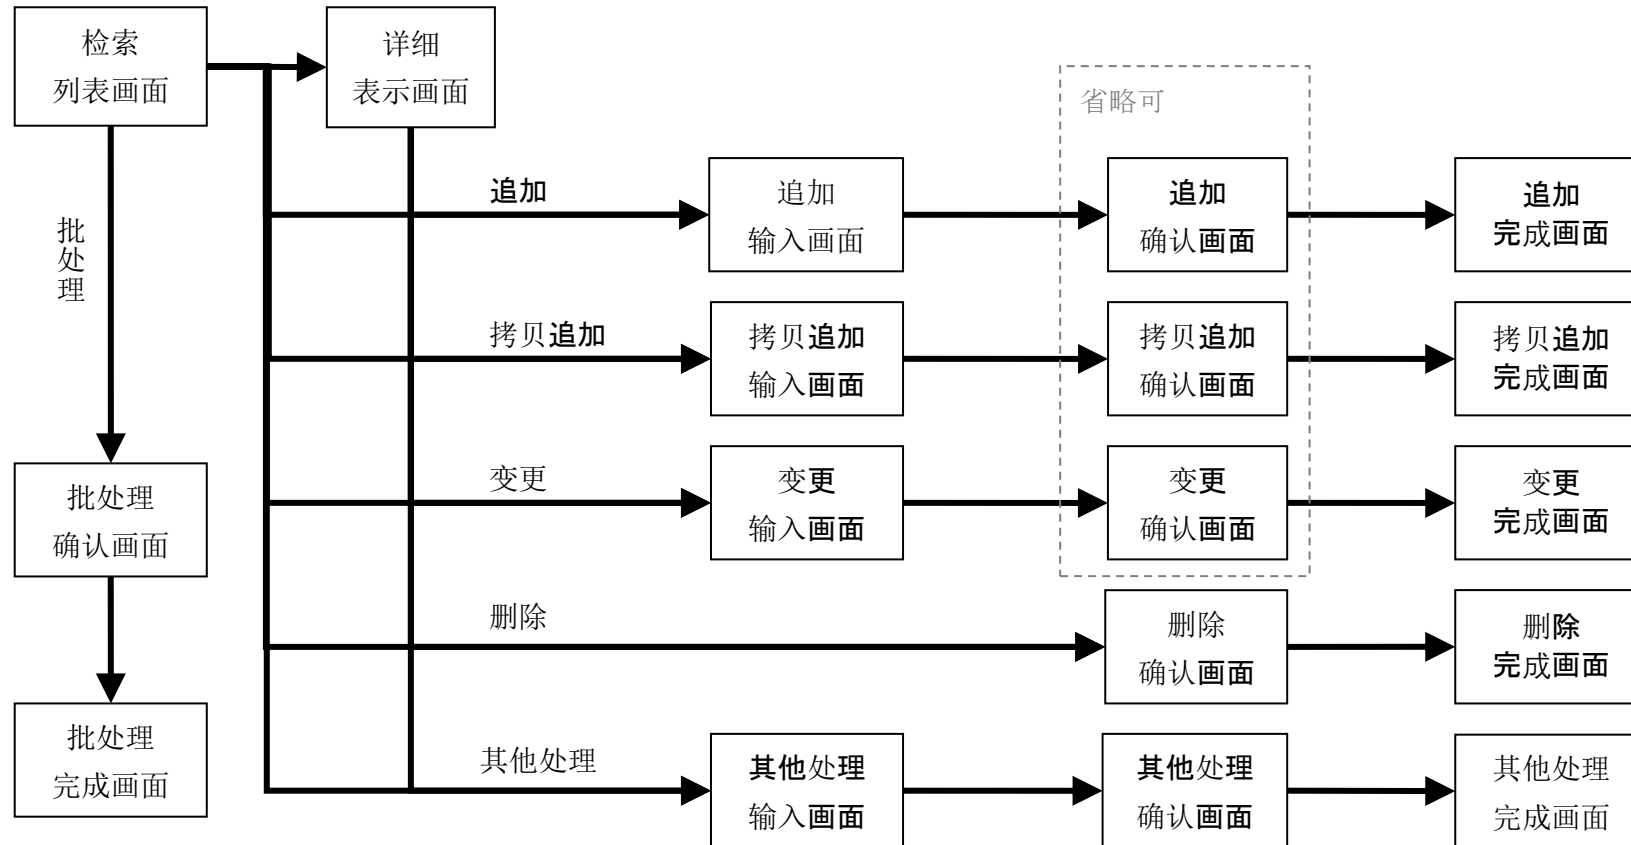 检索
列表画面
详细
表示画面
省略可
批处理
追加
追加
输入画面
追加
确认画面
追加
完成画面
拷贝追加
拷贝追加
输入画面
拷贝追加
确认画面
拷贝追加
完成画面
批处理
确认画面
变更
变更
输入画面
变更
确认画面
变更
完成画面
删除
删除
确认画面
删除
完成画面
批处理
完成画面
其他处理
其他处理
输入画面
其他处理
确认画面
其他处理
完成画面